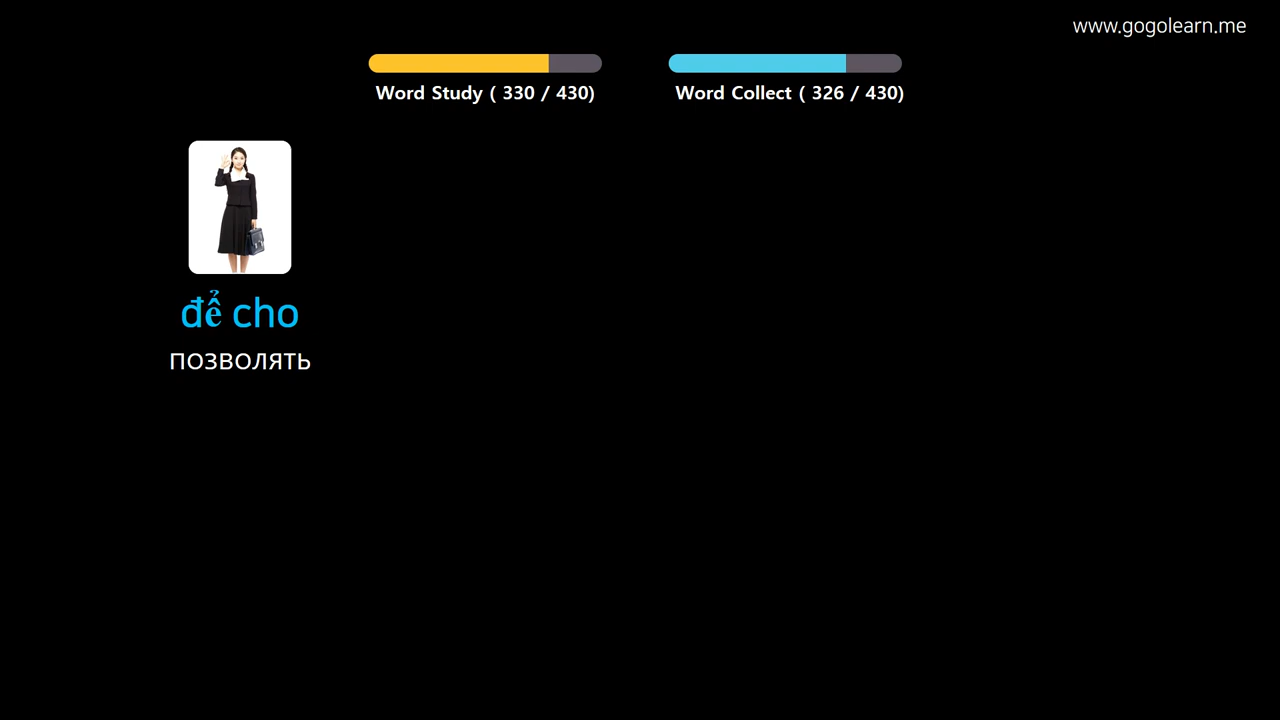 www.gogolearn.me
Word Study ( 330 / 430)
Word Collect ( 326 / 430)
để cho
позволять